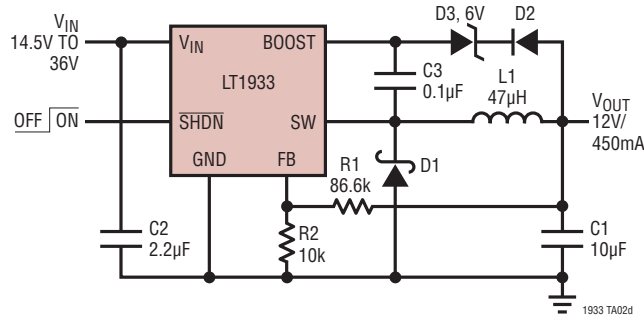 VIN
14.5V TO
36V
VIN
BOOST
LT1933
OFF ON
SHDN
SW
GND
FB
D3, 6V
D2
C3
0.1µF
L1
47µH
VOUT
12V/
450mA
R1
86.6k
D1
R2
10k
C2
2.2µF
C1
10µF
1933 TA02d